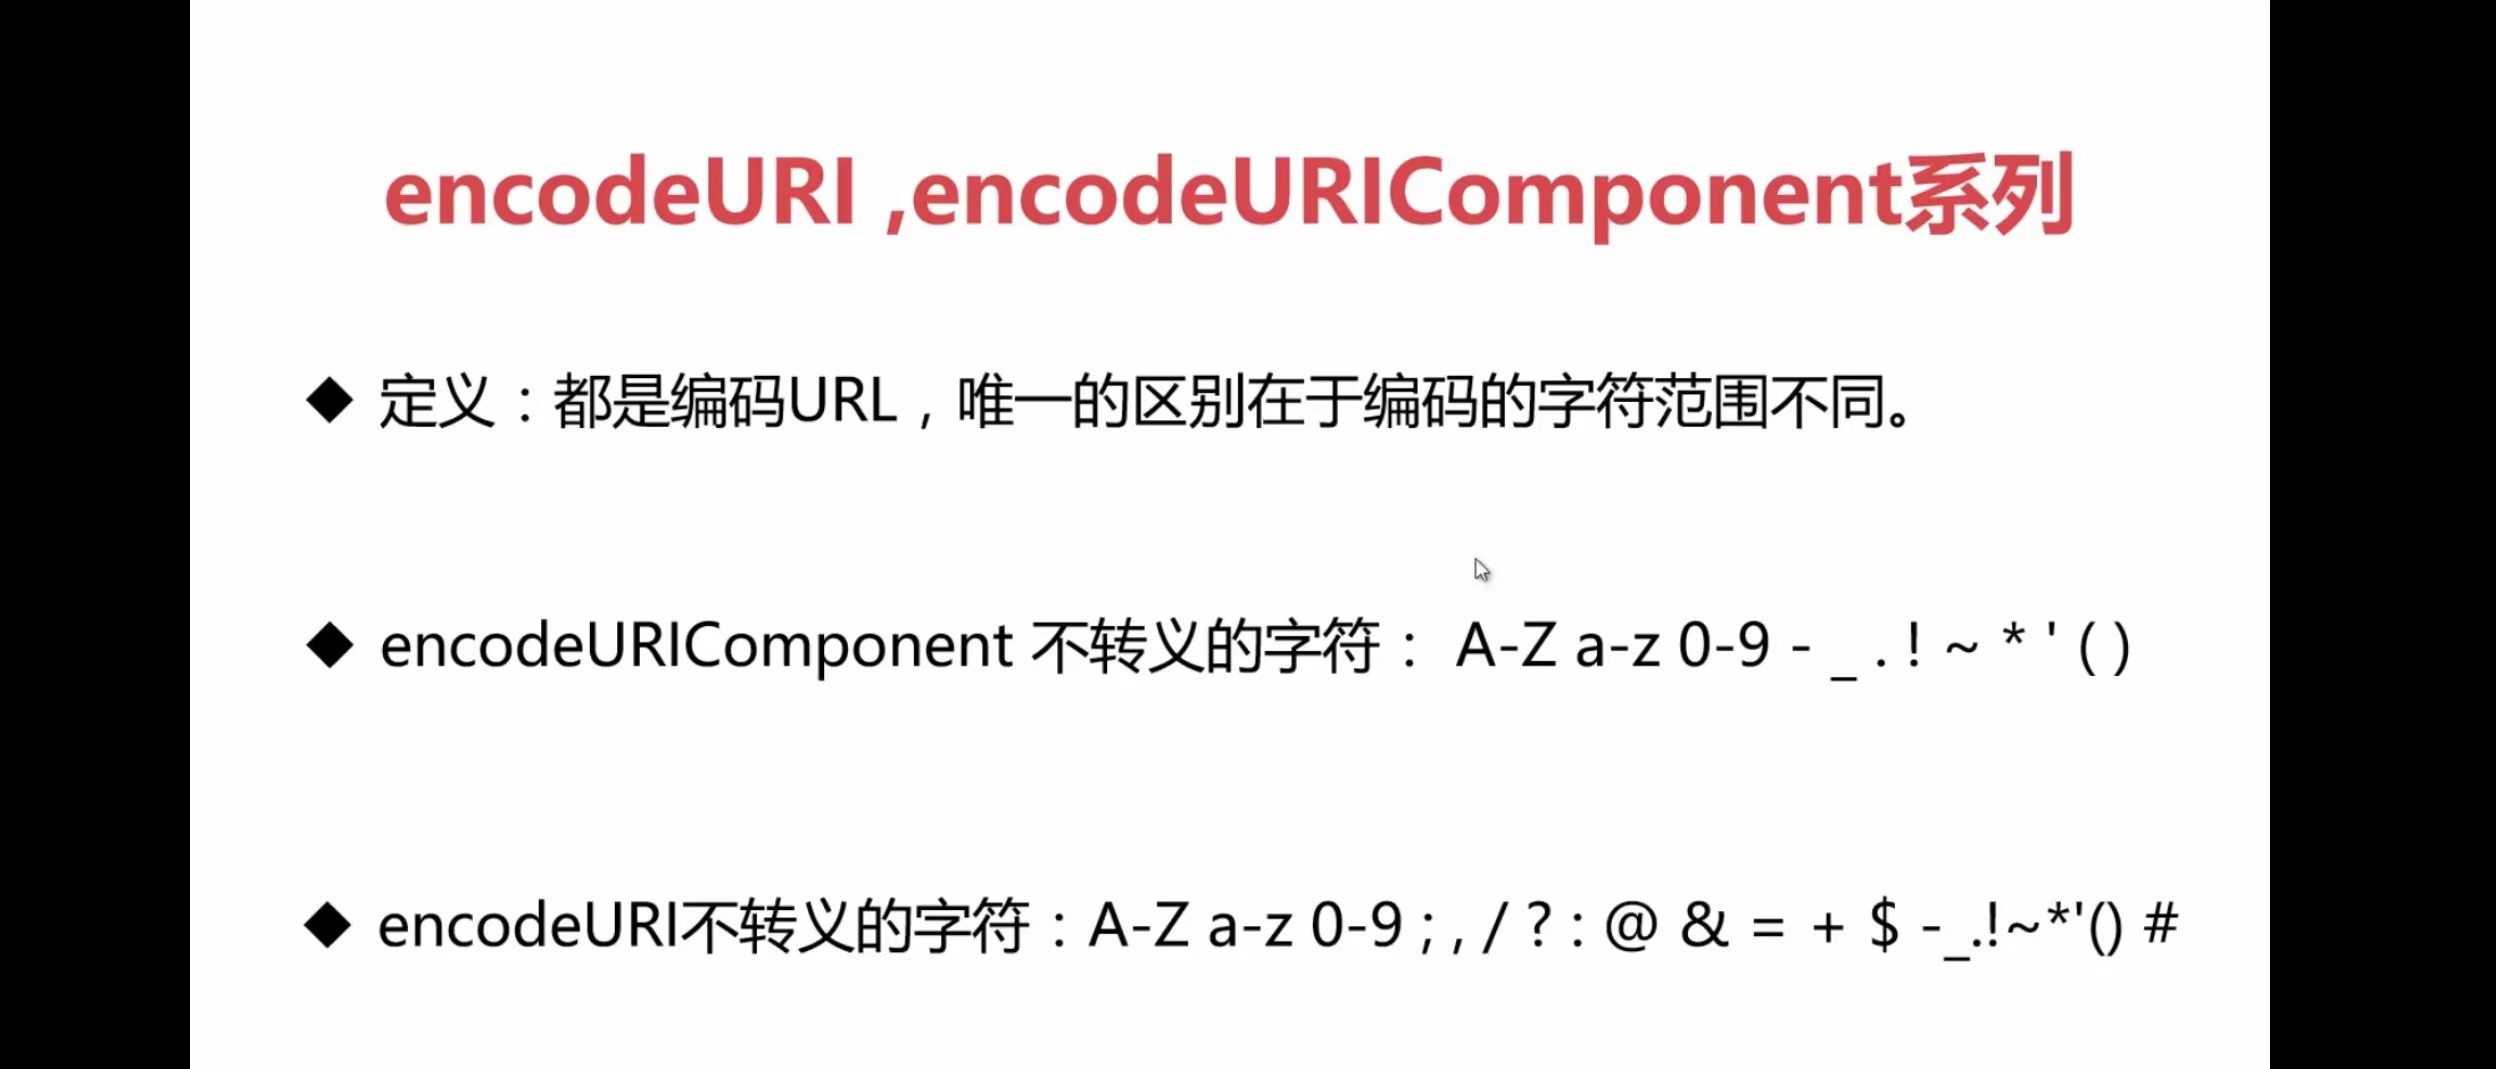 encodeURI ,encodeURIComponent系列
◆ 定义：都是编码URL，唯一的区别在于编码的字符范围不同。
◆ encodeURIComponent 不转义的字符： A-Z a-z 0-9 - _ . ! ~ * ' ( )
◆ encodeURI不转义的字符：A-Z a-z 0-9 ; , / ? : @ & = + $ -_.!~*'() #